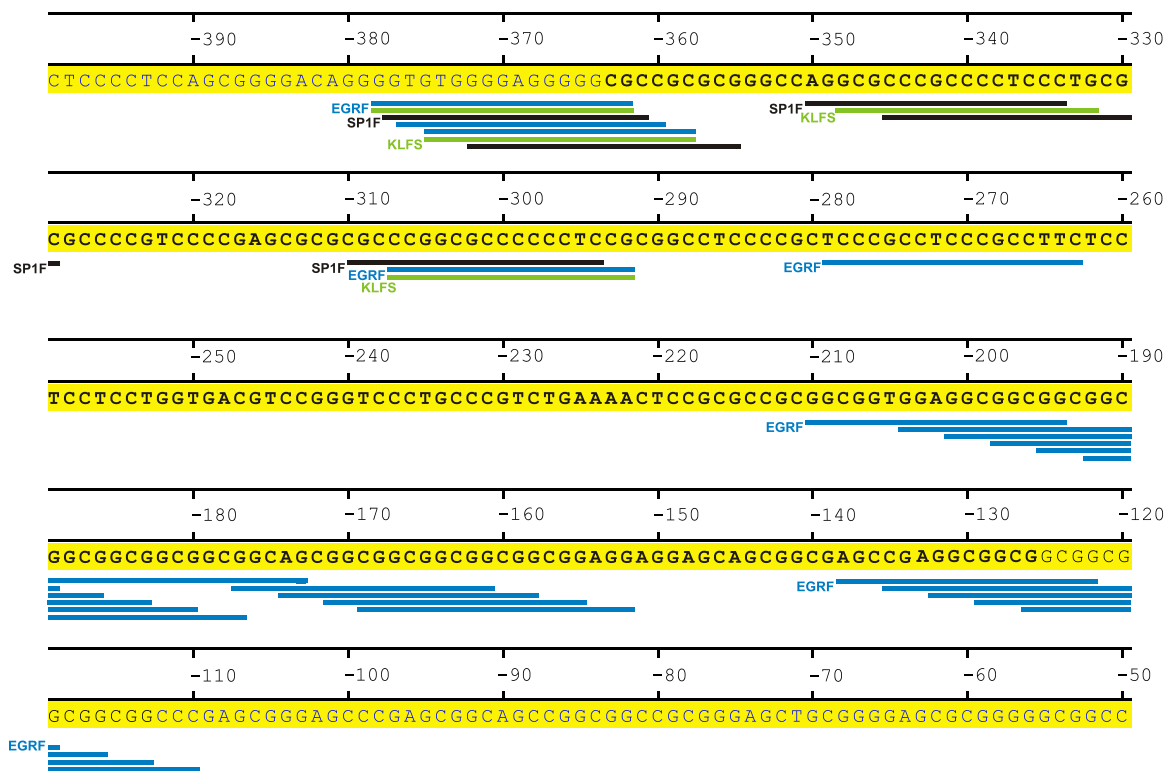 -390 -380 -370 -360 -350 -340 -330
CTCCCCTCCAGCGGGGACAGGGGTGTGGGGAGGGGGCGCCGCGCGGGCCAGGCGCCCGCCCCTCCCTGCG
EGRF SP1F
SP1F KLFS
KLFS
-320 -310 -300 -290 -280 -270 -260
CGCCCCGTCCCCGAGCGCGCGCCCGGCGCCCCCCTCCGCGGCCTCCCCGCTCCCGCCTCCCGCCTTCTCC
SP1F SP1F EGRF
EGRF
KLFS
-250 -240 -230 -220 -210 -200 -190
TCCTCCTGGTGACGTCCGGGTCCCTGCCCGTCTGAAAACTCCGCGCCGCGGCGGTGGAGGCGGCGGCGGC
EGRF
-180 -170 -160 -150 -140 -130 -120
GGCGGCGGCGGCGGCAGCGGCGGCGGCGGCGGCGGAGGAGGAGCAGCGGCGAGCCGAGGCGGCGGCGGCG
EGRF
-110 -100 -90 -80 -70 -60 -50
GCGGCGGCCCGAGCGGGAGCCCGAGCGGCAGCCGGCGGCCGCGGGAGCTGCGGGGAGCGCGGGGGCGGCC
EGRF